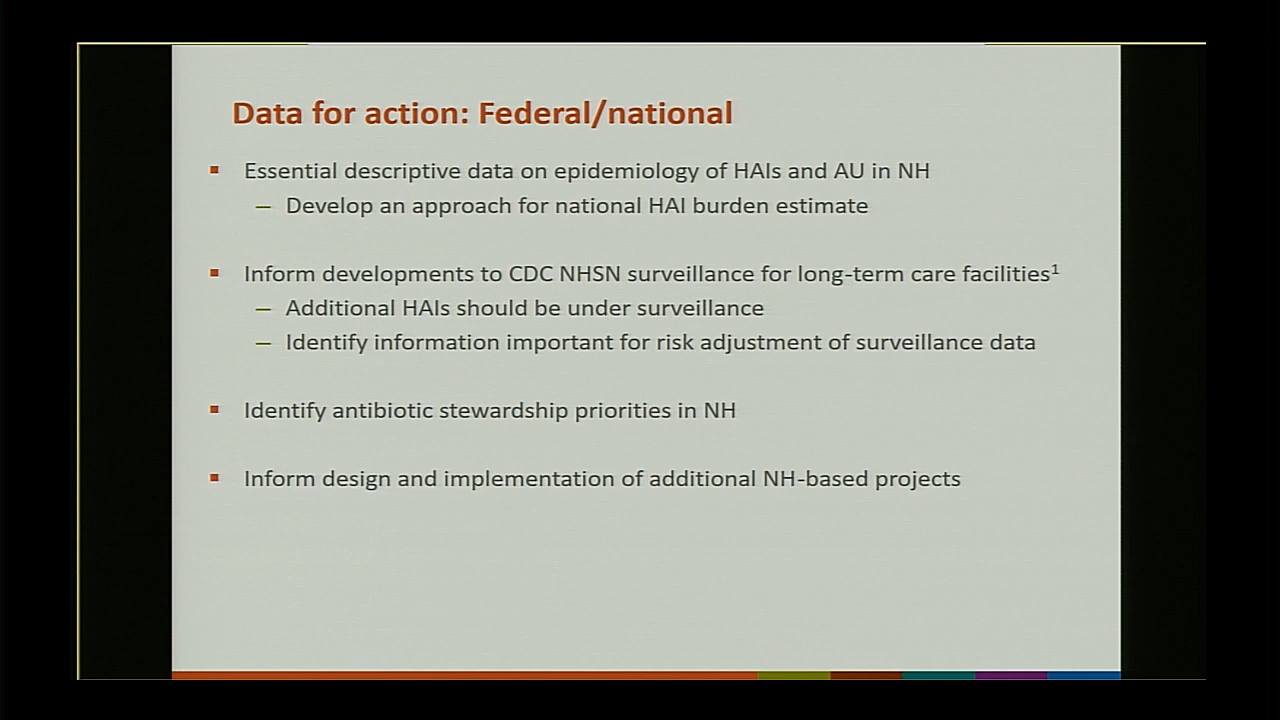 Data for action: Federal/national
▪ Essential descriptive data on epidemiology of HAIs and AU in NH
– Develop an approach for national HAI burden estimate
▪ Inform developments to CDC NHSN surveillance for long-term care facilities¹
– Additional HAIs should be under surveillance
– Identify information important for risk adjustment of surveillance data
▪ Identify antibiotic stewardship priorities in NH
▪ Inform design and implementation of additional NH-based projects